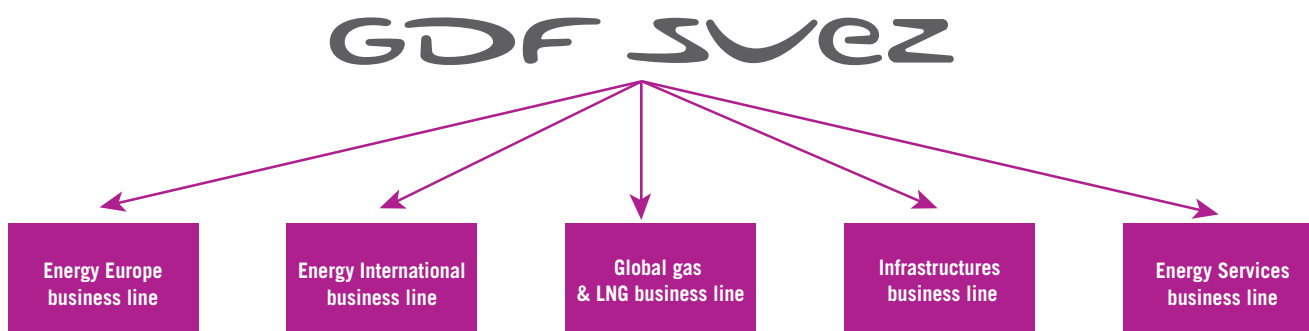 GDF SUEZ
Energy Europe
business line
Energy International
business line
Global gas
& LNG business line
Infrastructures
business line
Energy Services
business line